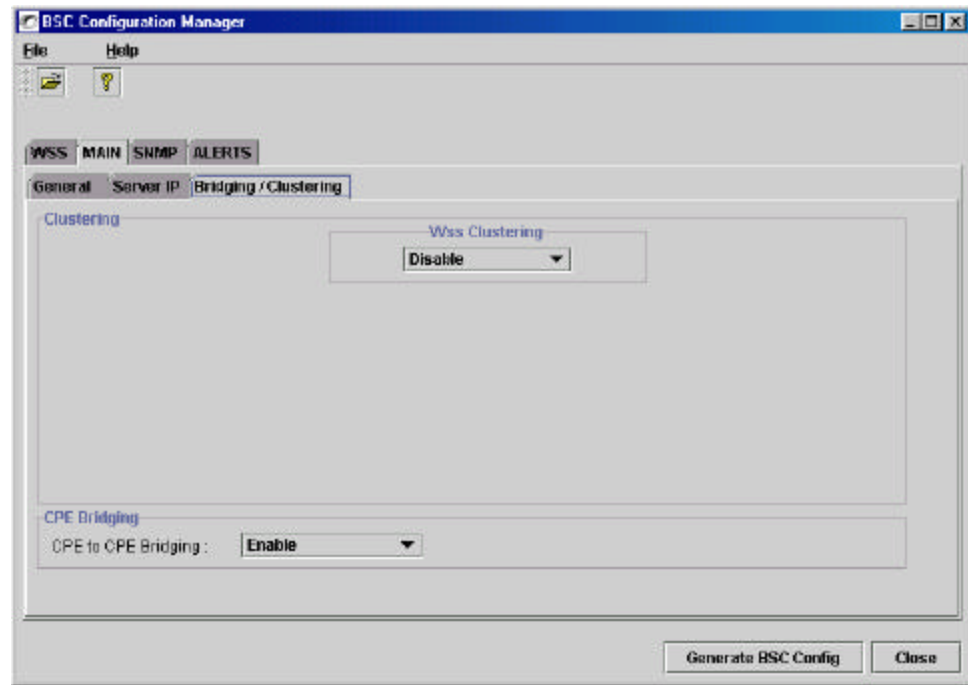 BSC Configuration Manager
File Help
WSS MAIN SNMP ALERTS
General Server IP Bridging / Clustering
Clustering
Wss Clustering
Disable
CPE Bridging
CPE to CPE Bridging : Enable
Generate BSC Config Close